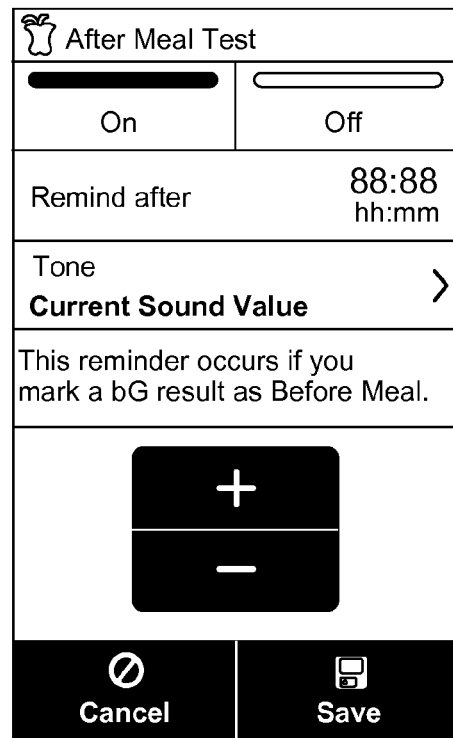 After Meal Test
On
Off
Remind after
88:88
hh:mm
Tone
Current Sound Value
This reminder occurs if you
mark a bG result as Before Meal.
+
−
Cancel
Save